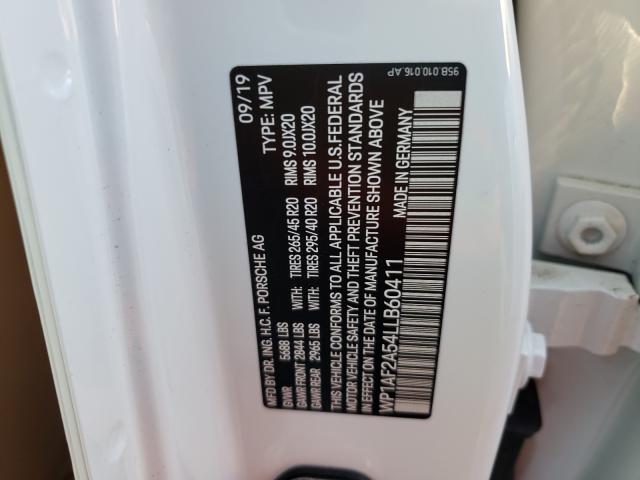 MFD BY DR. ING. H.C. F. PORSCHE AG 09/19
GVWR 5688 LBS TYPE: MPV
GAWR FRONT 2844 LBS WITH: TIRES 265/45 R20 RIMS 9.0JX20
GAWR REAR 2965 LBS WITH: TIRES 295/40 R20 RIMS 10.0JX20
THIS VEHICLE CONFORMS TO ALL APPLICABLE U.S. FEDERAL
MOTOR VEHICLE SAFETY AND THEFT PREVENTION STANDARDS
IN EFFECT ON THE DATE OF MANUFACTURE SHOWN ABOVE
WP1AF2A54LLB60411 MADE IN GERMANY
95B.010.016.AP